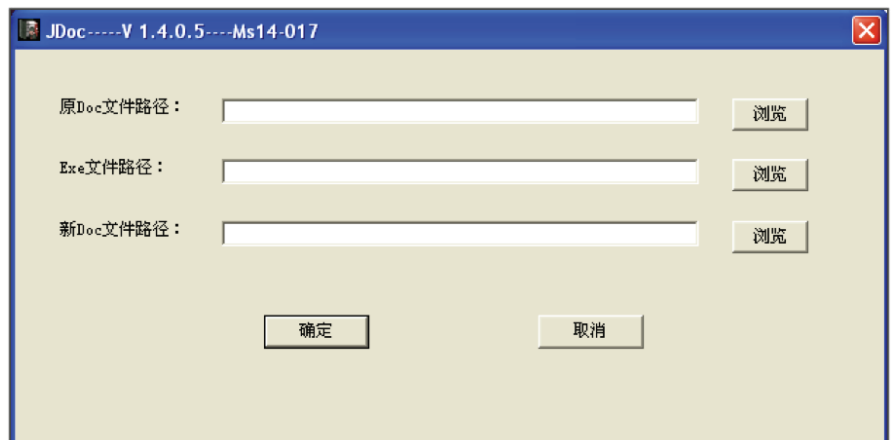 JDoc-----V 1.4.0.5----Ms14-017
原Doc文件路径： 浏览
Exe文件路径： 浏览
新Doc文件路径： 浏览
确定 取消